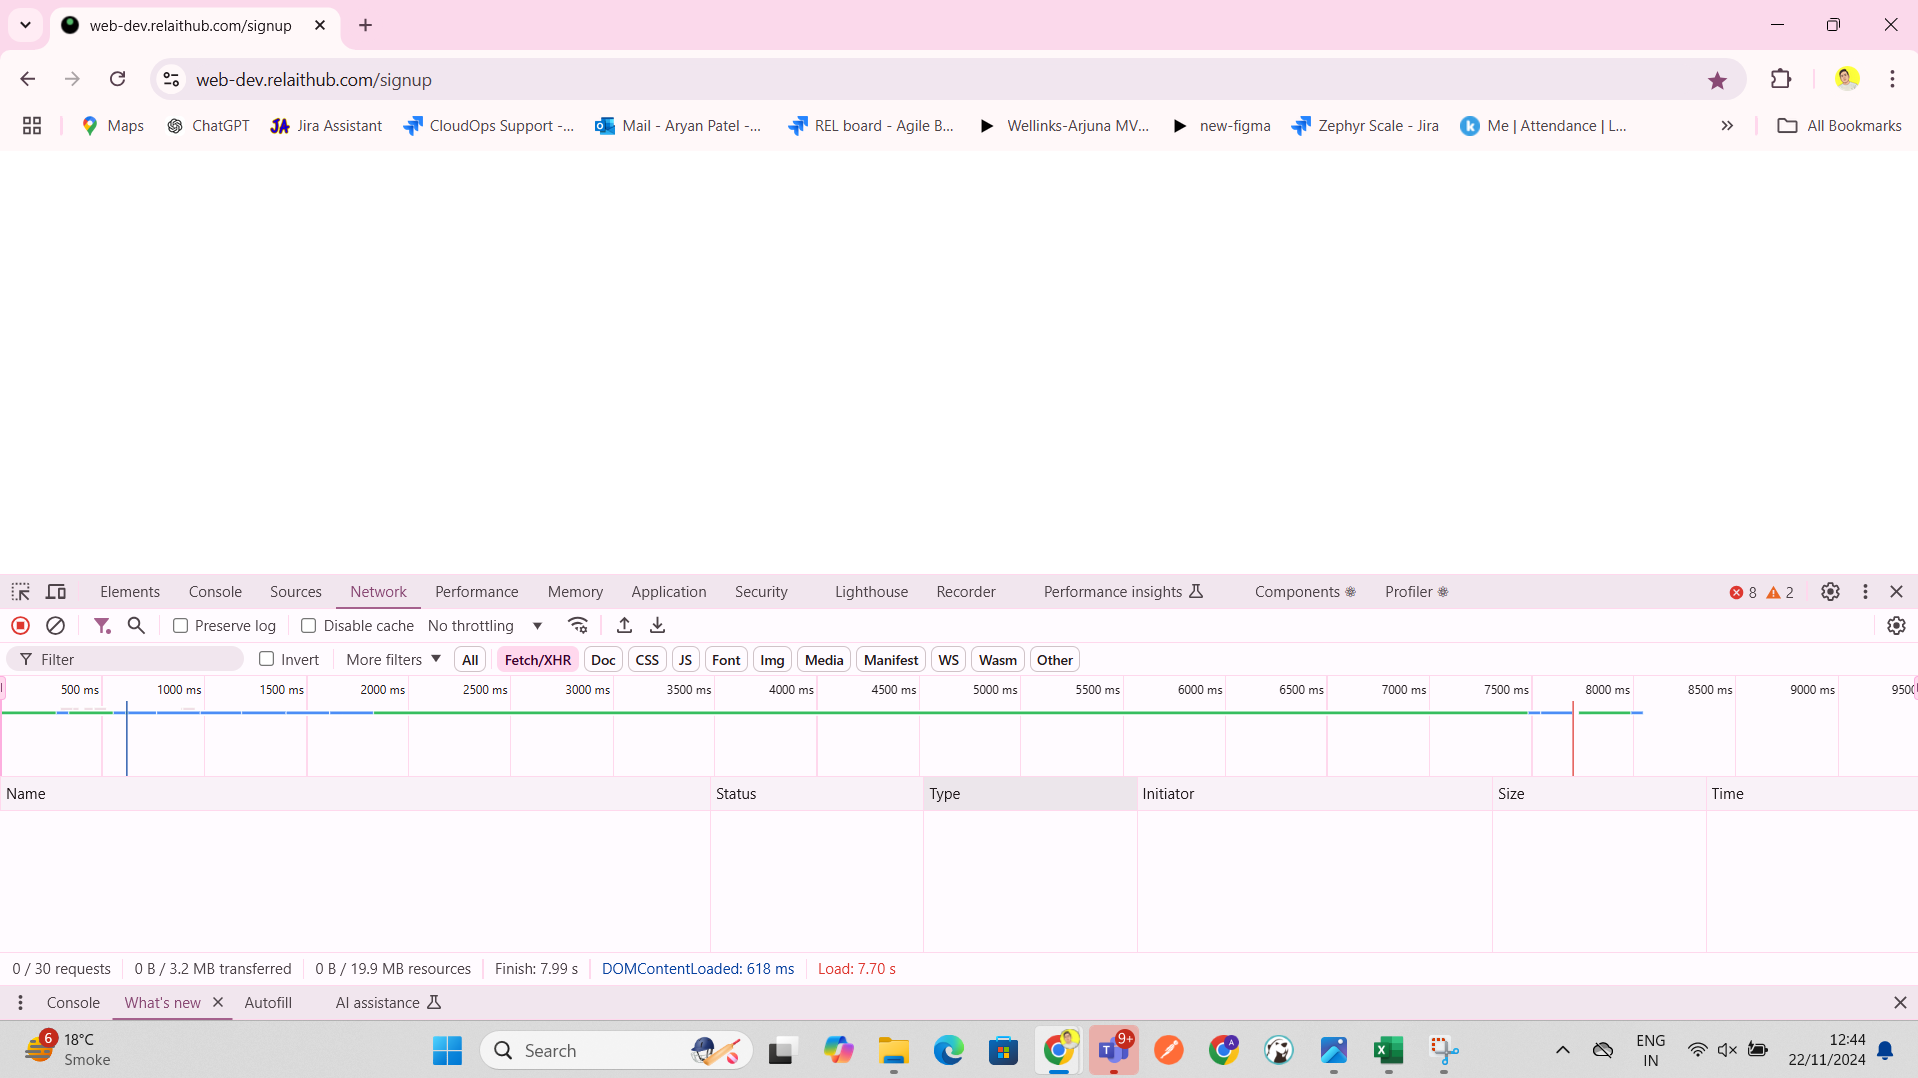 web-dev.relaithub.com/signup
web-dev.relaithub.com/signup
Maps ChatGPT JA Jira Assistant CloudOps Support -... Mail - Aryan Patel -... REL board - Agile B... Wellinks-Arjuna MV... new-figma Zephyr Scale - Jira k Me | Attendance | L... All Bookmarks
Elements Console Sources Network Performance Memory Application Security Lighthouse Recorder Performance insights Components Profiler 8 2
Preserve log Disable cache No throttling
Filter Invert More filters All Fetch/XHR Doc CSS JS Font Img Media Manifest WS Wasm Other
500 ms 1000 ms 1500 ms 2000 ms 2500 ms 3000 ms 3500 ms 4000 ms 4500 ms 5000 ms 5500 ms 6000 ms 6500 ms 7000 ms 7500 ms 8000 ms 8500 ms 9000 ms 9500
Name Status Type Initiator Size Time
0 / 30 requests 0 B / 3.2 MB transferred 0 B / 19.9 MB resources Finish: 7.99 s DOMContentLoaded: 618 ms Load: 7.70 s
Console What's new Autofill AI assistance
6 18°C
Smoke
Search
9+
A
ENG
IN
12:44
22/11/2024